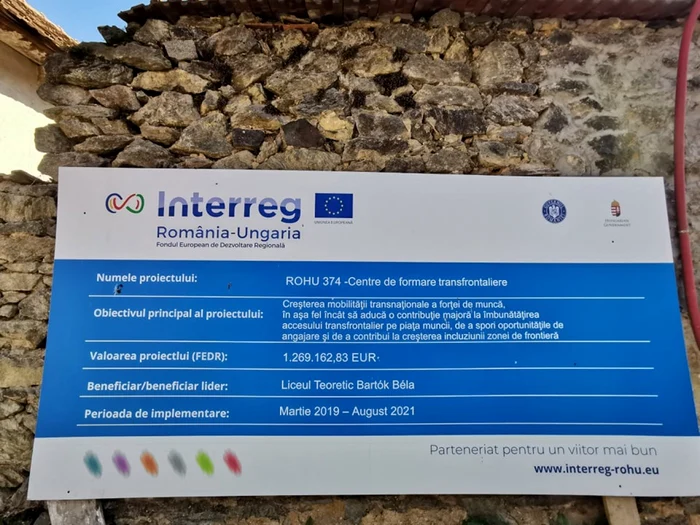 Interreg
UNIUNEA EUROPEANĂ
România-Ungaria
Fondul European de Dezvoltare Regională
Numele proiectului: ROHU 374 -Centre de formare transfrontaliere
Obiectivul principal al proiectului: Creșterea mobilității transnaționale a forței de muncă,
în așa fel încât să aducă o contribuție majoră la îmbunătățirea
accesului transfrontalier pe piața muncii, de a spori oportunitățile de
angajare și de a contribui la creșterea incluziunii zonei de frontieră
Valoarea proiectlui (FEDR): 1.269.162,83 EUR
Beneficiar/beneficiar lider: Liceul Teoretic Bartók Béla
Perioada de implementare: Martie 2019 – August 2021
Parteneriat pentru un viitor mai bun
www.interreg-rohu.eu